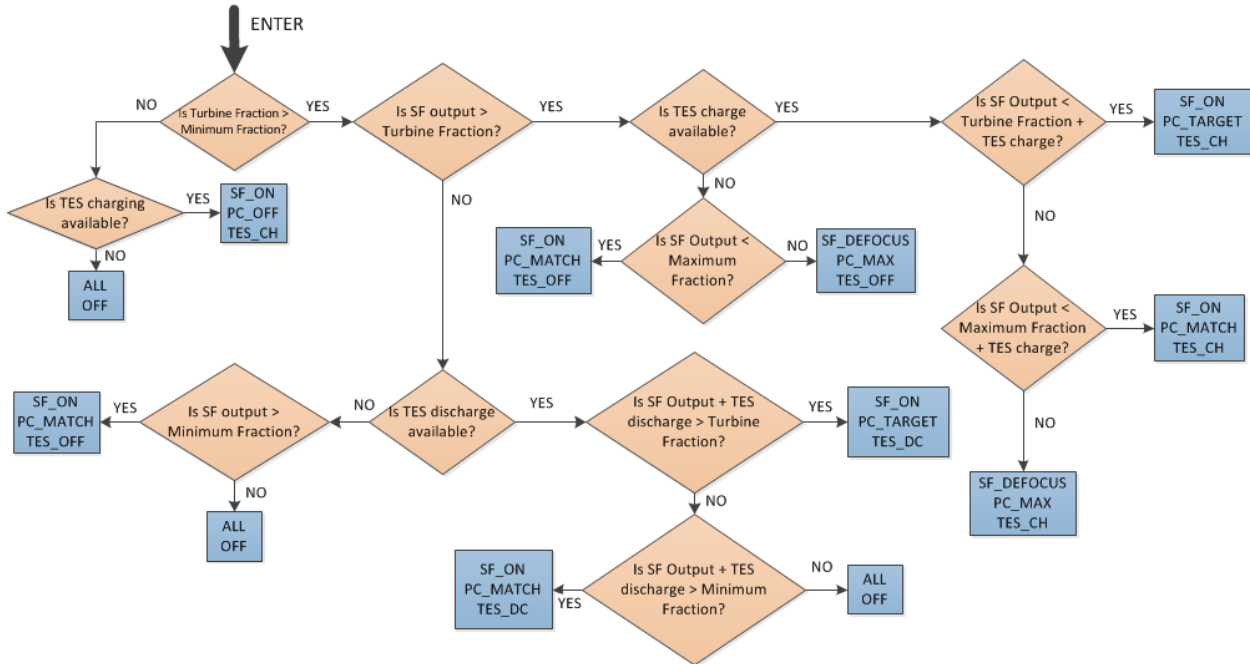 ENTER
NO
Is Turbine Fraction >
Minimum Fraction?
YES
Is SF output >
Turbine Fraction?
YES
Is TES charge
available?
YES
Is SF Output <
Turbine Fraction +
TES charge?
YES
SF_ON
PC_TARGET
TES_CH
Is TES charging
available?
YES
SF_ON
PC_OFF
TES_CH
NO
ALL
OFF
NO
NO
SF_ON
PC_MATCH
TES_OFF
YES
Is SF Output <
Maximum
Fraction?
NO
SF_DEFOCUS
PC_MAX
TES_OFF
NO
Is SF Output <
Maximum Fraction
+ TES charge?
YES
SF_ON
PC_MATCH
TES_CH
NO
SF_DEFOCUS
PC_MAX
TES_CH
SF_ON
PC_MATCH
TES_OFF
YES
Is SF output >
Minimum Fraction?
NO
Is TES discharge
available?
YES
Is SF Output + TES
discharge > Turbine
Fraction?
YES
SF_ON
PC_TARGET
TES_DC
NO
ALL
OFF
NO
SF_ON
PC_MATCH
TES_DC
YES
Is SF Output + TES
discharge > Minimum
Fraction?
NO
ALL
OFF